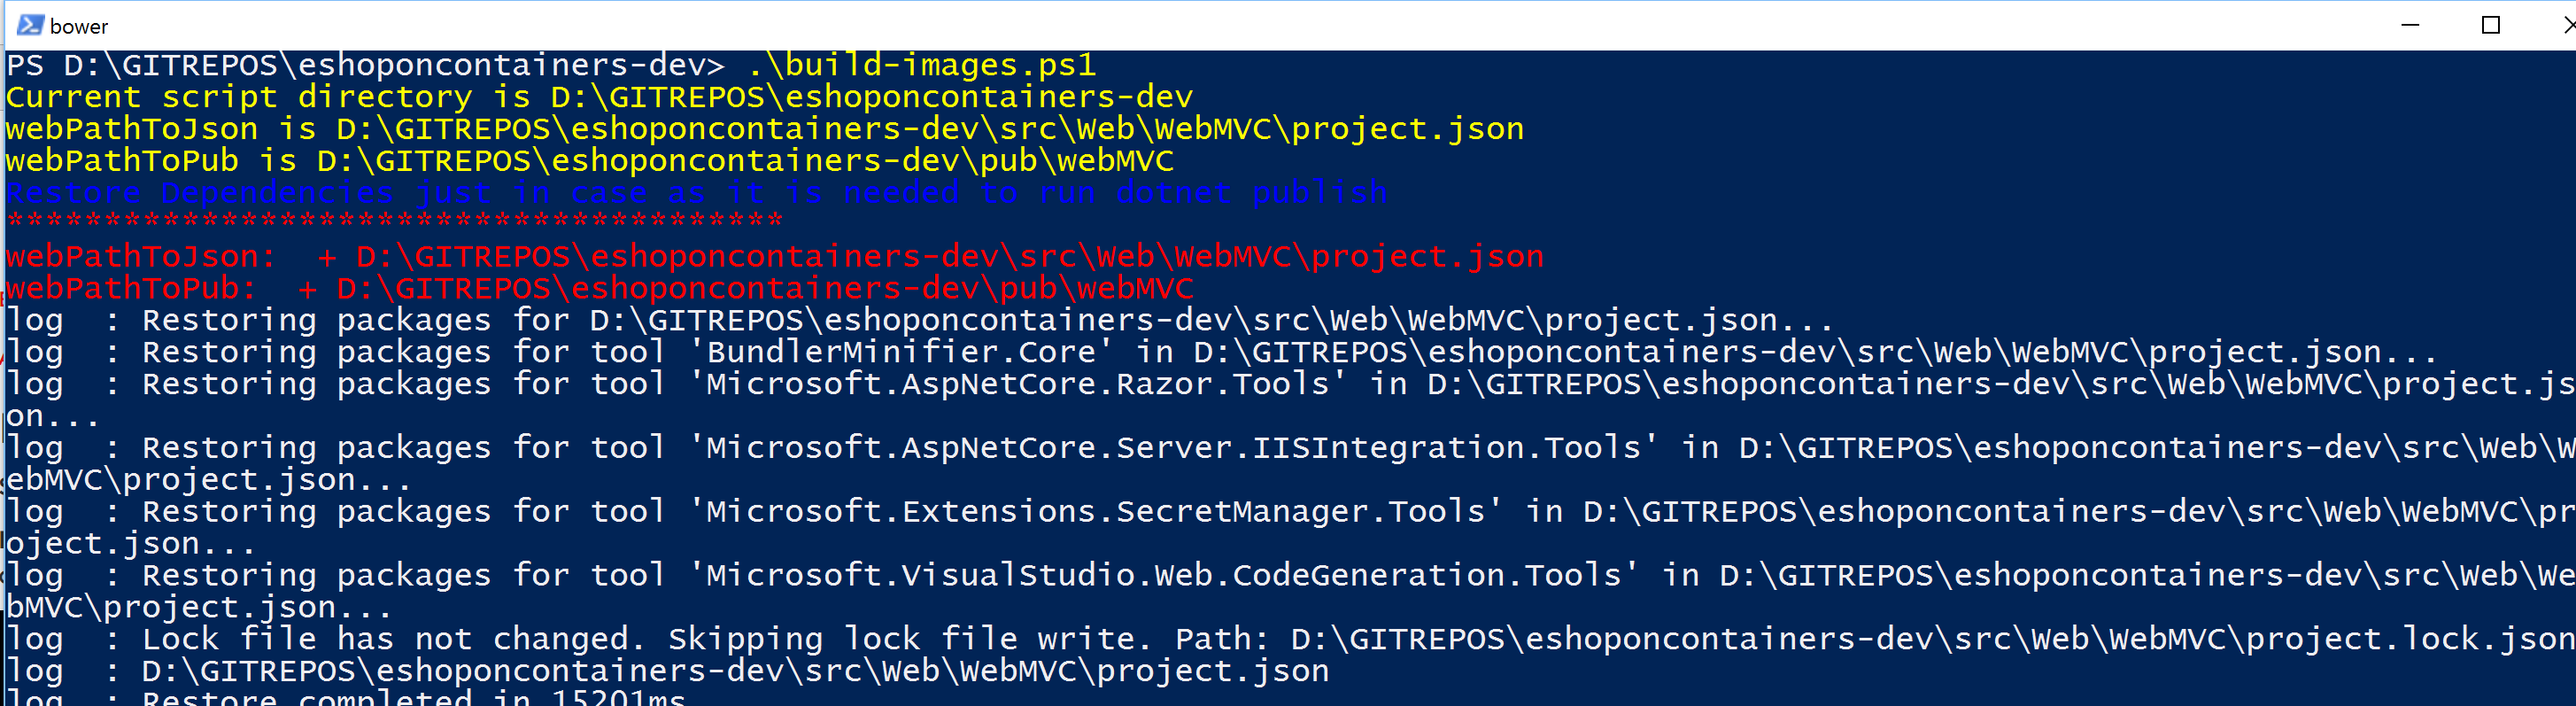 bower
PS D:\GITREPOS\eshoponcontainers-dev> .\build-images.ps1
Current script directory is D:\GITREPOS\eshoponcontainers-dev
webPathToJson is D:\GITREPOS\eshoponcontainers-dev\src\Web\WebMVC\project.json
webPathToPub is D:\GITREPOS\eshoponcontainers-dev\pub\webMVC
Restore Dependencies just in case as it is needed to run dotnet publish
****************************************
webPathToJson:  + D:\GITREPOS\eshoponcontainers-dev\src\Web\WebMVC\project.json
webPathToPub:  + D:\GITREPOS\eshoponcontainers-dev\pub\webMVC
log  : Restoring packages for D:\GITREPOS\eshoponcontainers-dev\src\Web\WebMVC\project.json...
log  : Restoring packages for tool 'BundlerMinifier.Core' in D:\GITREPOS\eshoponcontainers-dev\src\Web\WebMVC\project.json...
log  : Restoring packages for tool 'Microsoft.AspNetCore.Razor.Tools' in D:\GITREPOS\eshoponcontainers-dev\src\Web\WebMVC\project.js
on...
log  : Restoring packages for tool 'Microsoft.AspNetCore.Server.IISIntegration.Tools' in D:\GITREPOS\eshoponcontainers-dev\src\Web\W
ebMVC\project.json...
log  : Restoring packages for tool 'Microsoft.Extensions.SecretManager.Tools' in D:\GITREPOS\eshoponcontainers-dev\src\Web\WebMVC\pr
oject.json...
log  : Restoring packages for tool 'Microsoft.VisualStudio.Web.CodeGeneration.Tools' in D:\GITREPOS\eshoponcontainers-dev\src\Web\We
bMVC\project.json...
log  : Lock file has not changed. Skipping lock file write. Path: D:\GITREPOS\eshoponcontainers-dev\src\Web\WebMVC\project.lock.json
log  : D:\GITREPOS\eshoponcontainers-dev\src\Web\WebMVC\project.json
log  : Restore completed in 15201ms